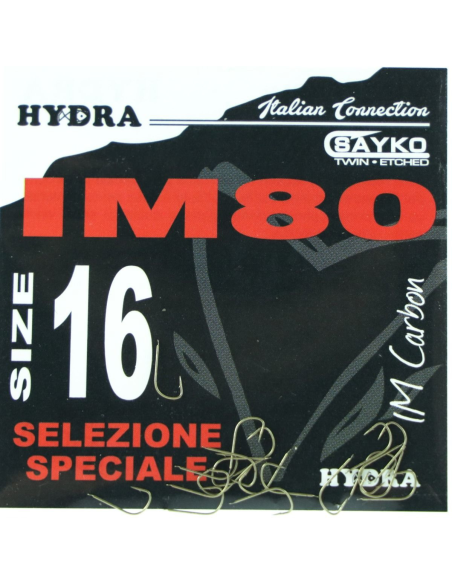 HYDRA
Italian Connection
SAYKO
TWIN • ETCHED
IM80
SIZE 16
IM Carbon
SELEZIONE
SPECIALE
HYDRA